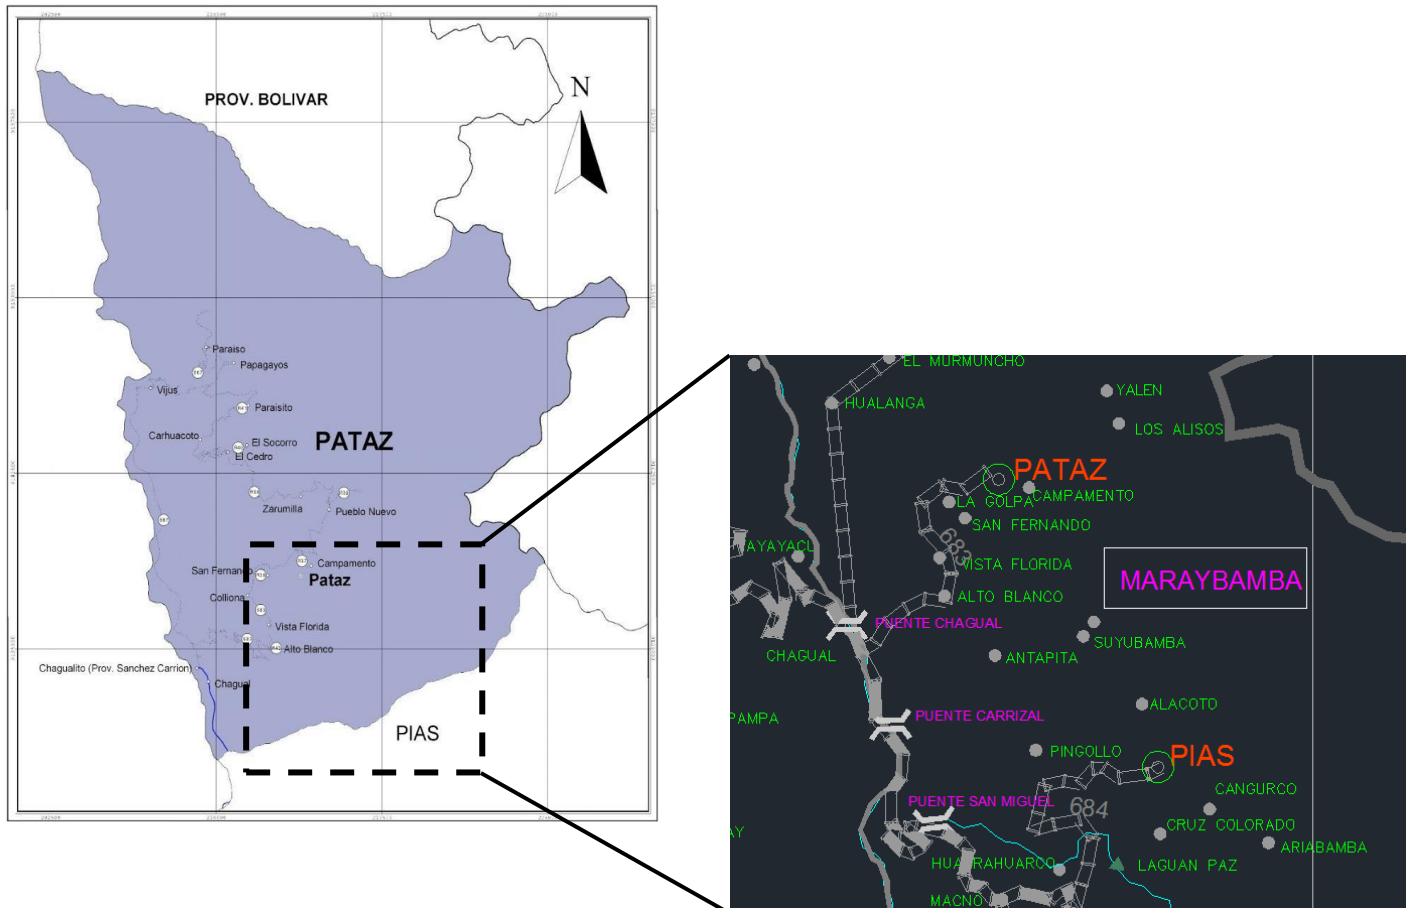 PROV. BOLIVAR
N
Paraiso
Papagayos
Vijus
Paraisito
Carhuacoto
El Socorro
El Cedro
PATAZ
Zarumilla
Pueblo Nuevo
San Fernando
Campamento
Pataz
Colliona
Vista Florida
Alto Blanco
Chagualito (Prov. Sanchez Carrion)
Chagual
PIAS
EL MURMUNCHO
HUALANGA
YALEN
LOS ALISOS
PATAZ
CAMPAMENTO
LA GOLPA
SAN FERNANDO
683
AYAYACU
VISTA FLORIDA
MARAYBAMBA
ALTO BLANCO
PUENTE CHAGUAL
CHAGUAL
SUYUBAMBA
ANTAPITA
ALACOTO
PAMPA
PUENTE CARRIZAL
PINGOLLO
PIAS
CANGURCO
PUENTE SAN MIGUEL
684
CRUZ COLORADO
AY
ARIABAMBA
HUAYRAHUARCO
LAGUAN PAZ
MACNO